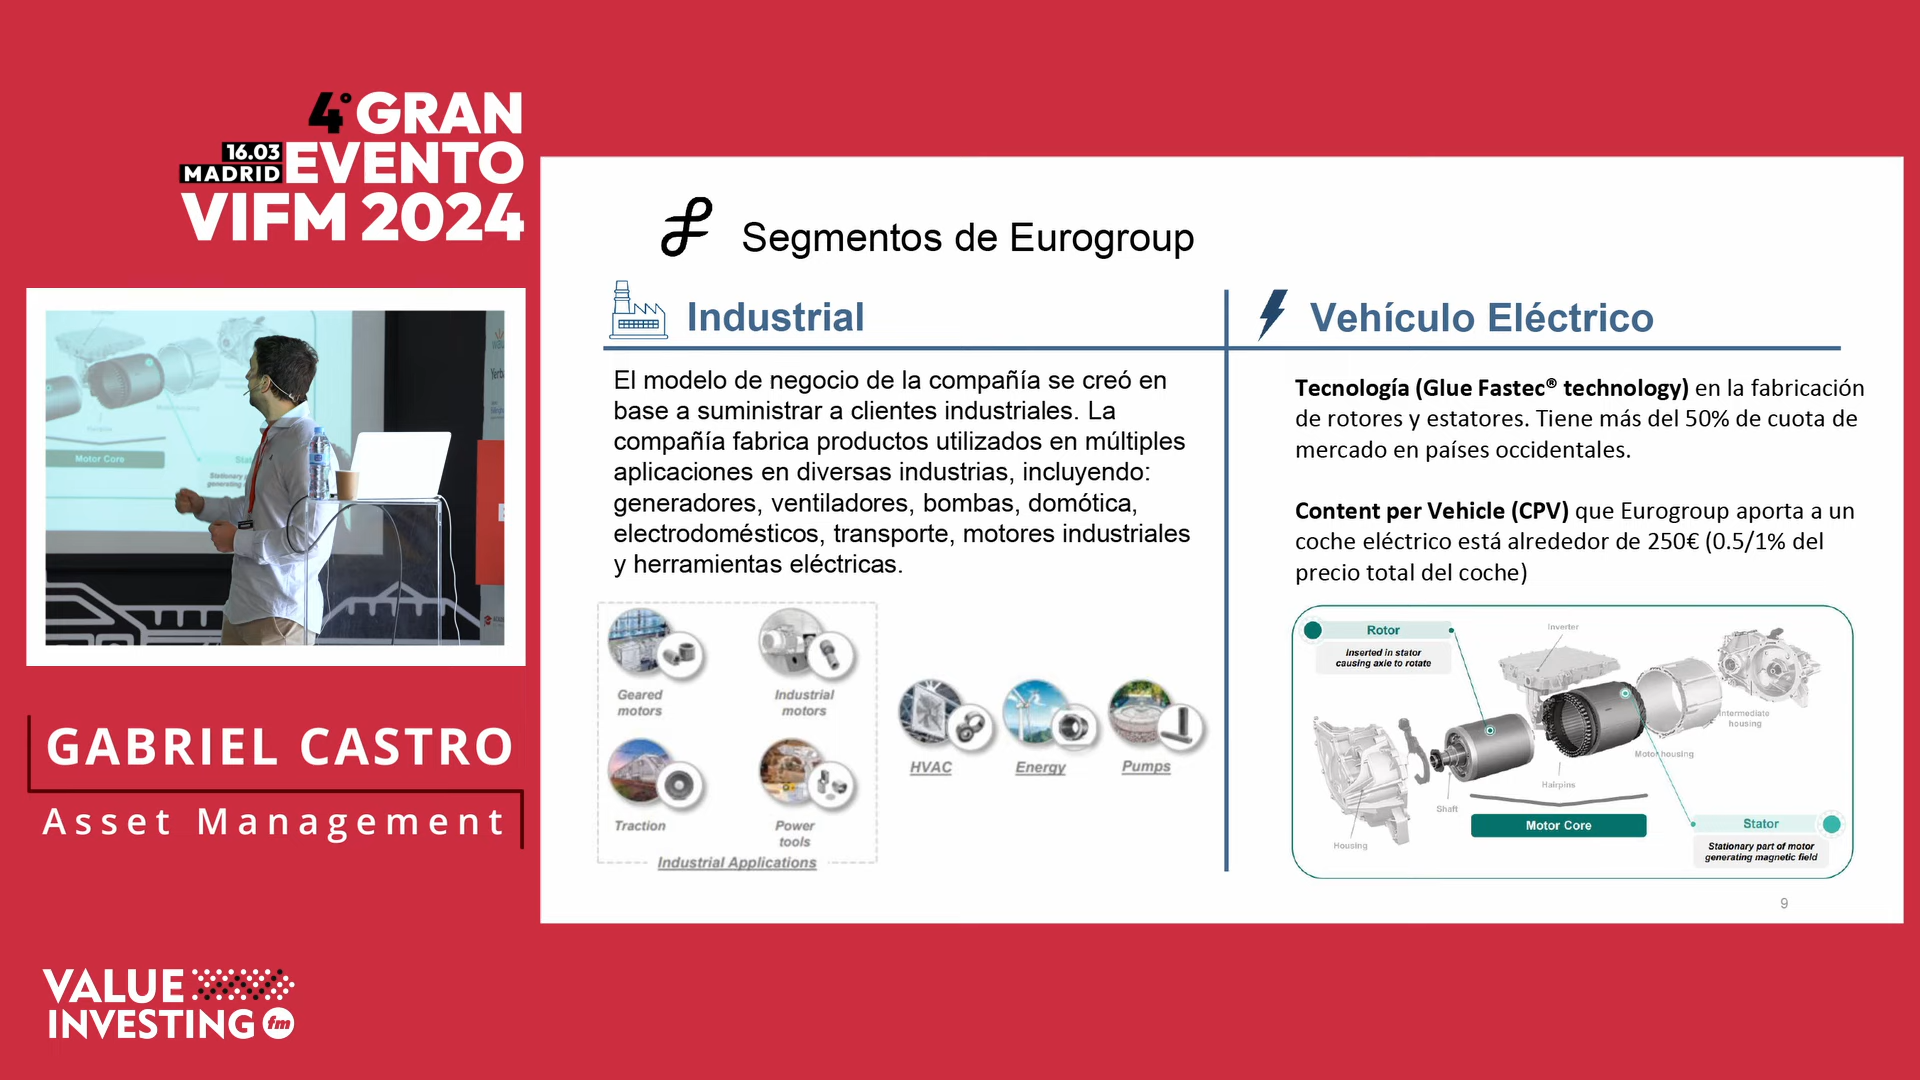 4º GRAN
16.03
MADRID
EVENTO
VIFM 2024
Segmentos de Eurogroup
Industrial
El modelo de negocio de la compañía se creó en
base a suministrar a clientes industriales. La
compañía fabrica productos utilizados en múltiples
aplicaciones en diversas industrias, incluyendo:
generadores, ventiladores, bombas, domótica,
electrodomésticos, transporte, motores industriales
y herramientas eléctricas.
Geared
motors
Industrial
motors
Traction
Power
tools
Industrial Applications
HVAC
Energy
Pumps
Vehículo Eléctrico
Tecnología (Glue Fastec® technology) en la fabricación
de rotores y estatores. Tiene más del 50% de cuota de
mercado en países occidentales.
Content per Vehicle (CPV) que Eurogroup aporta a un
coche eléctrico está alrededor de 250€ (0.5/1% del
precio total del coche)
Rotor
Inserted in stator
causing axle to rotate
Inverter
Intermediate
housing
Motor housing
Hairpins
Shaft
Housing
Motor Core
Stator
Stationary part of motor
generating magnetic field
9
Motor Core
GABRIEL CASTRO
Asset Management
VALUE
INVESTING fm